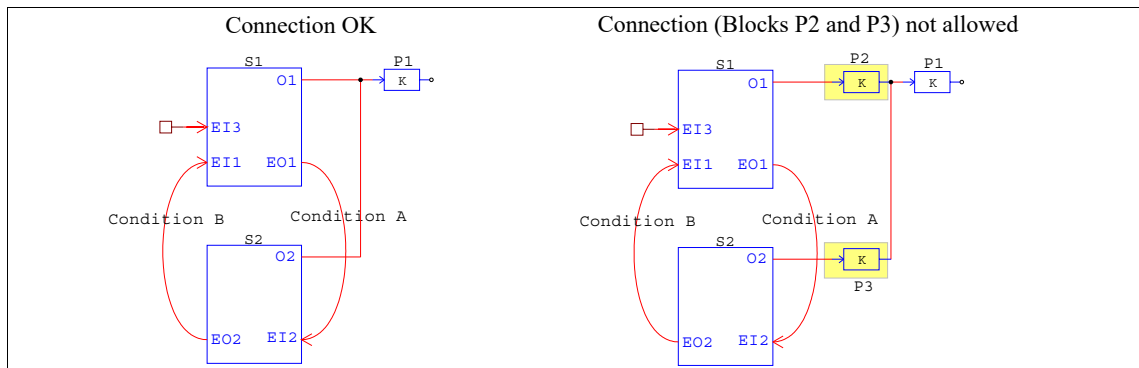 Connection OK
Connection (Blocks P2 and P3) not allowed
S1
P1
O1
K
EI3
EI1
EO1
Condition B
Condition A
S2
O2
EO2
EI2
S1
P2
P1
O1
K
K
EI3
EI1
EO1
Condition B
Condition A
S2
O2
K
P3
EO2
EI2